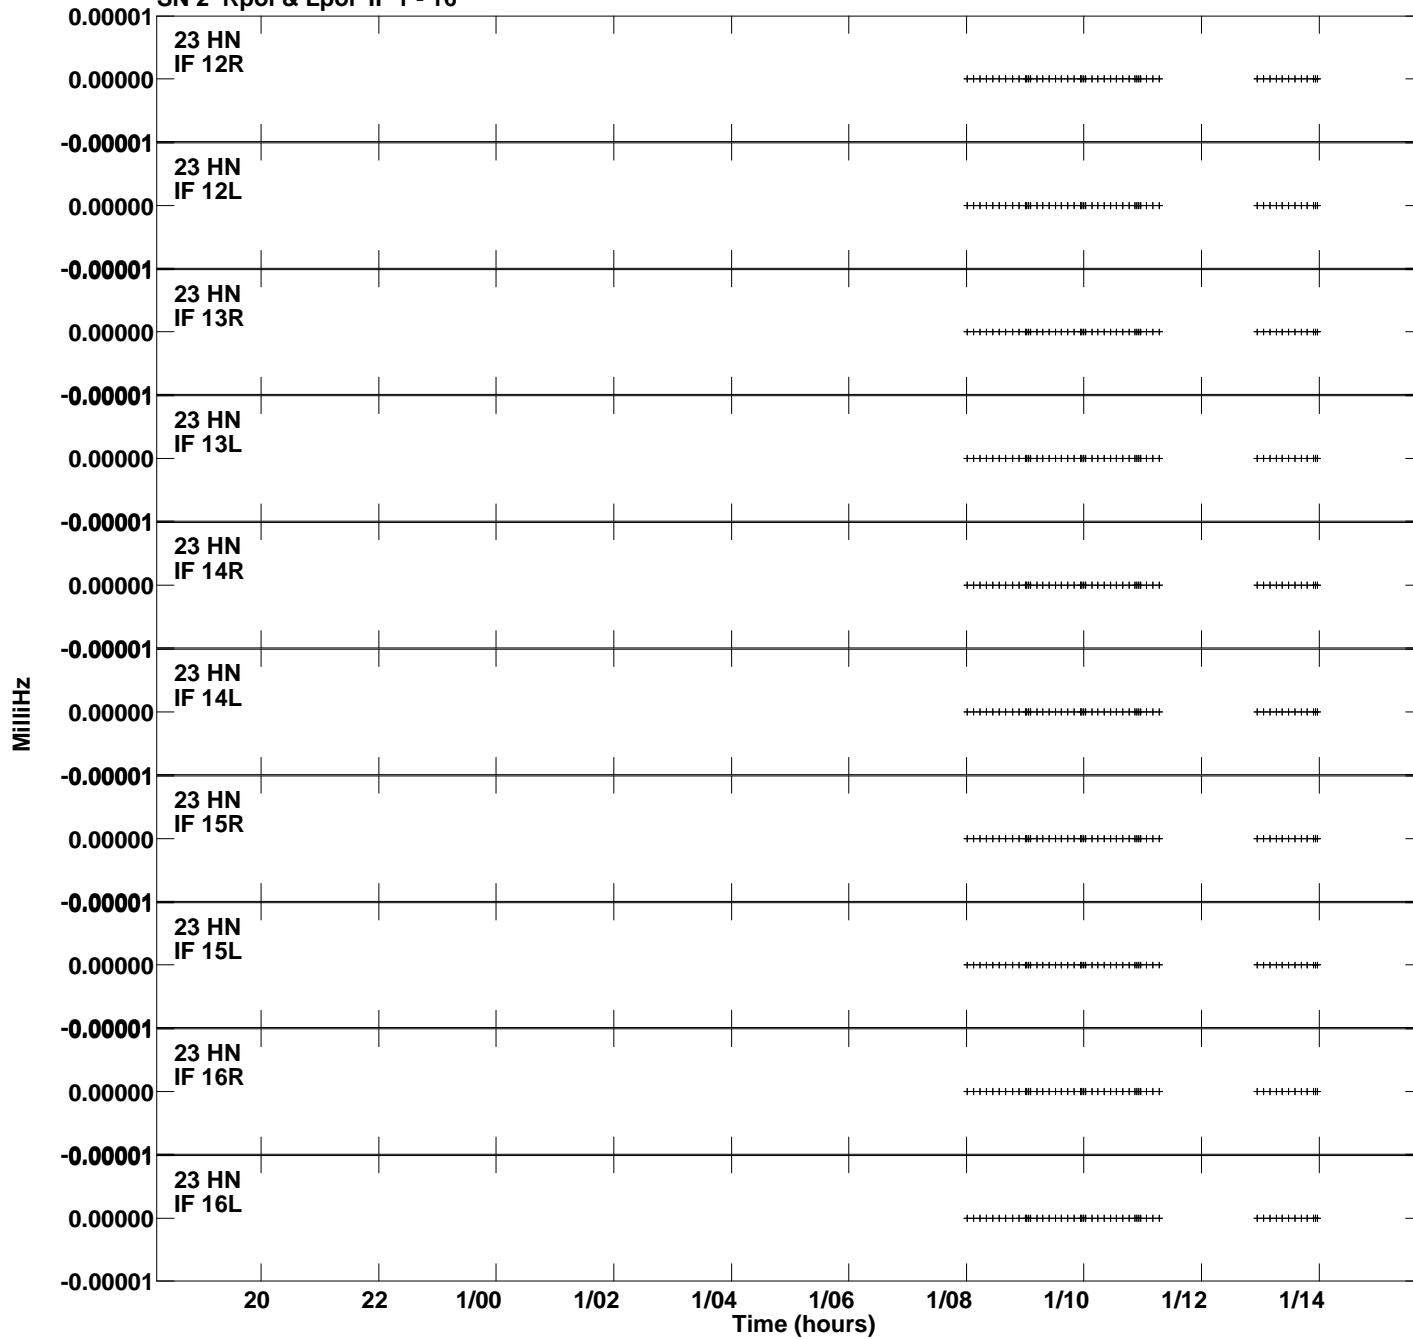 SN 2 Rpol & Lpol IF 1 - 16
0.00001
23 HN
IF 12R
0.00000
-0.00001
23 HN
IF 12L
0.00000
-0.00001
23 HN
IF 13R
0.00000
-0.00001
23 HN
IF 13L
0.00000
-0.00001
23 HN
IF 14R
0.00000
-0.00001
23 HN
IF 14L
0.00000
-0.00001
23 HN
IF 15R
0.00000
-0.00001
23 HN
IF 15L
0.00000
-0.00001
23 HN
IF 16R
0.00000
-0.00001
23 HN
IF 16L
0.00000
-0.00001
MilliHz
20 22 1/00 1/02 1/04 1/06 1/08 1/10 1/12 1/14
Time (hours)